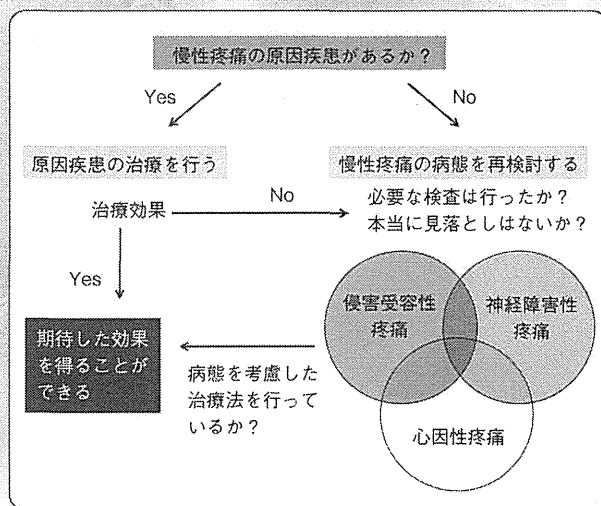 慢性疼痛の原因疾患があるか？
Yes
No
原因疾患の治療を行う
慢性疼痛の病態を再検討する
治療効果
No
必要な検査は行ったか？
本当に見落としはないか？
Yes
侵害受容性
疼痛
神経障害性
疼痛
期待した効果
を得ることが
できる
病態を考慮した
治療法を行って
いるか？
心因性疼痛